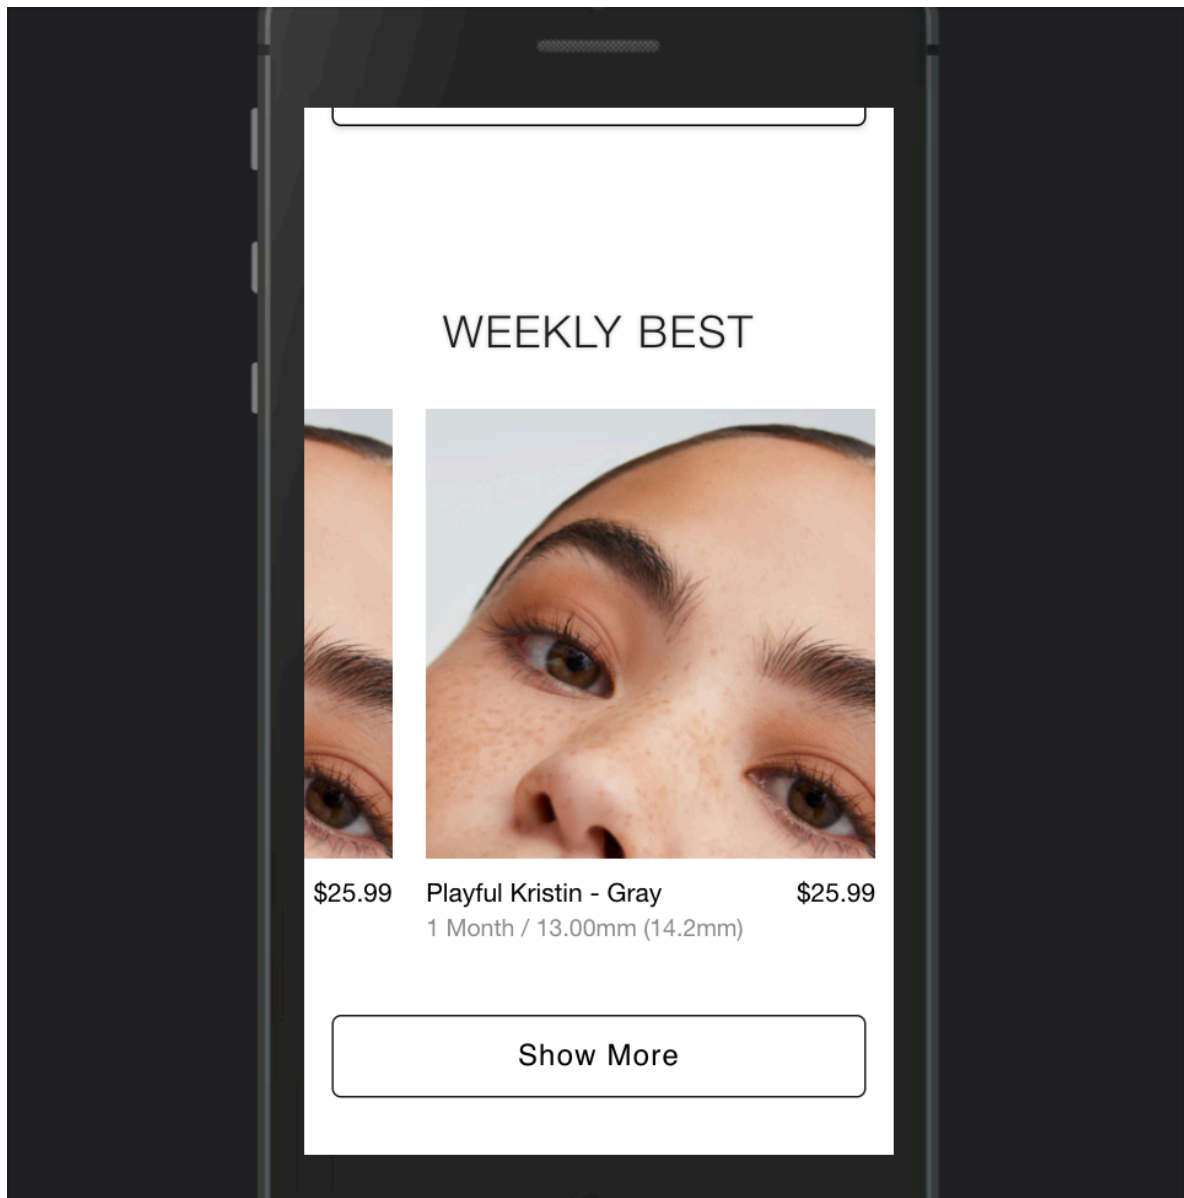 WEEKLY BEST
$25.99
Playful Kristin - Gray $25.99
1 Month / 13.00mm (14.2mm)
Show More